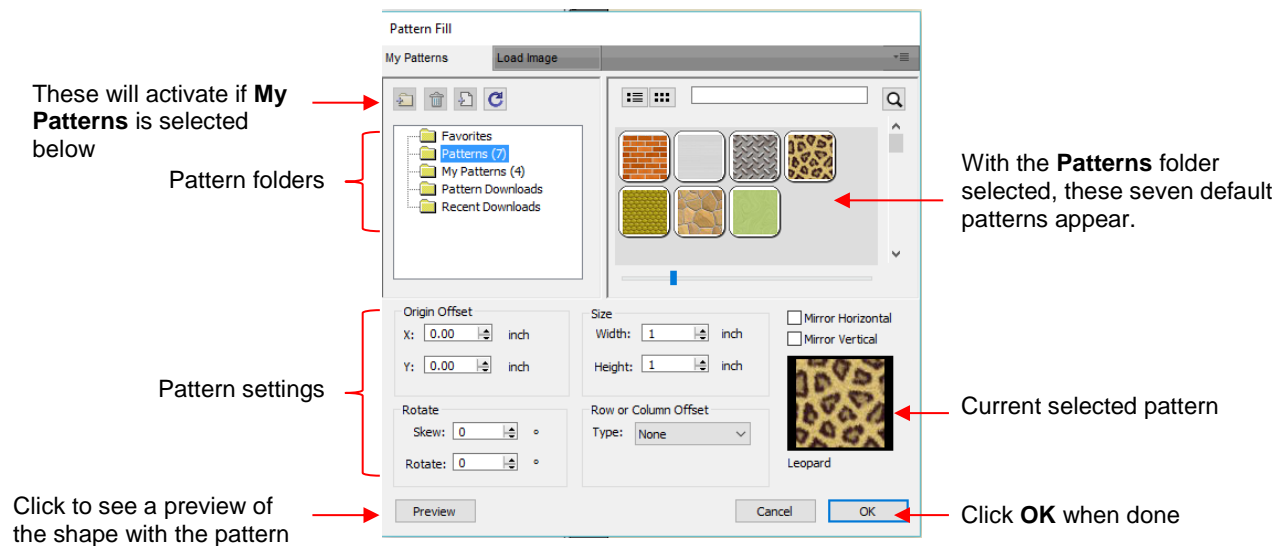 Pattern Fill
My Patterns
Load Image
These will activate if My
Patterns is selected
below
Favorites
Patterns (7)
My Patterns (4)
Pattern Downloads
Recent Downloads
Pattern folders
With the Patterns folder
selected, these seven default
patterns appear.
Origin Offset
X: 0.00 inch
Y: 0.00 inch
Size
Width: 1 inch
Height: 1 inch
Mirror Horizontal
Mirror Vertical
Pattern settings
Rotate
Skew: 0 °
Rotate: 0 °
Row or Column Offset
Type: None
Leopard
Current selected pattern
Click to see a preview of
the shape with the pattern
Preview
Cancel
OK
Click OK when done